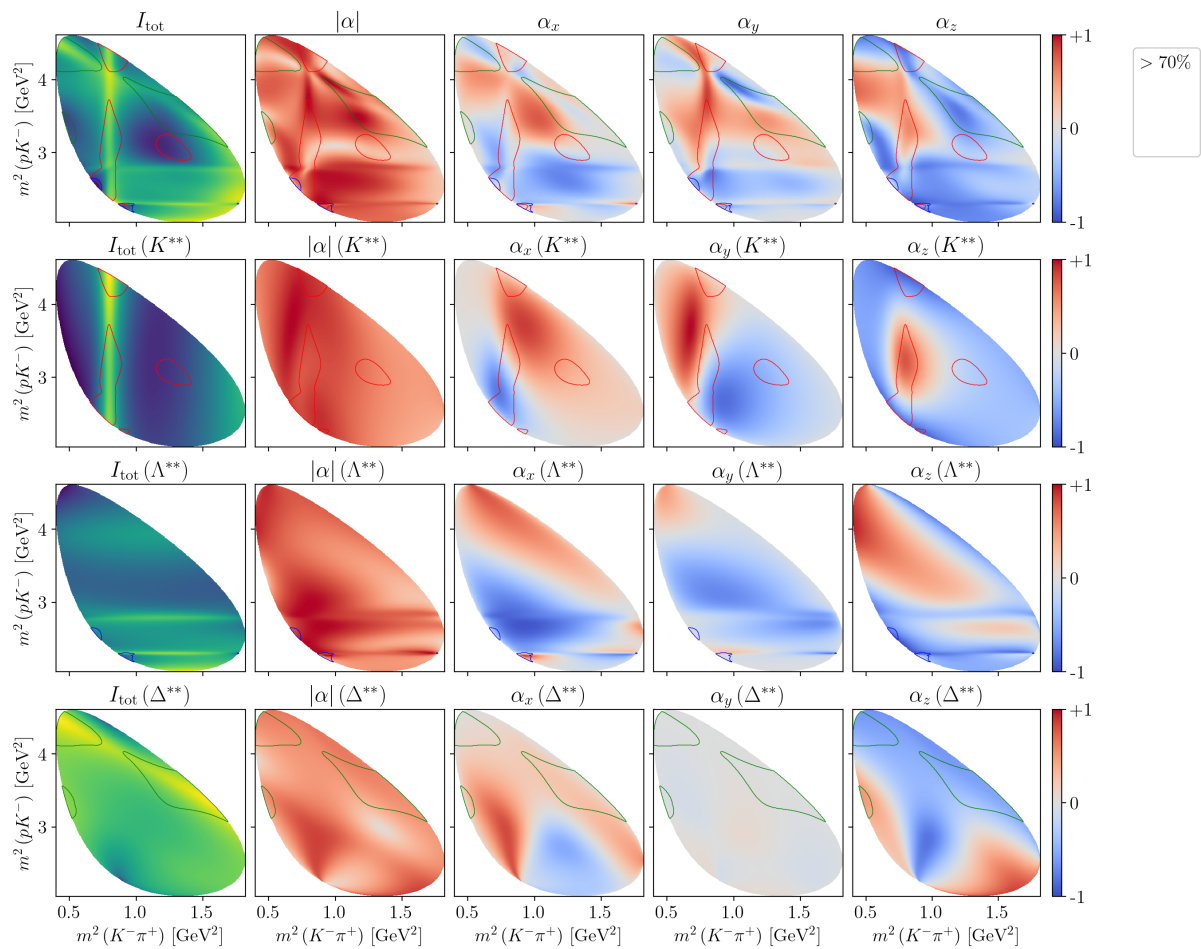 I_tot |α| α_x α_y α_z
m² (pK⁻) [GeV²]
4
3
+1
0
-1
> 70%
I_tot (K**) |α| (K**) α_x (K**) α_y (K**) α_z (K**)
m² (pK⁻) [GeV²]
4
3
+1
0
-1
I_tot (Λ**) |α| (Λ**) α_x (Λ**) α_y (Λ**) α_z (Λ**)
m² (pK⁻) [GeV²]
4
3
+1
0
-1
I_tot (Δ**) |α| (Δ**) α_x (Δ**) α_y (Δ**) α_z (Δ**)
m² (pK⁻) [GeV²]
4
3
+1
0
-1
0.5 1.0 1.5 0.5 1.0 1.5 0.5 1.0 1.5 0.5 1.0 1.5 0.5 1.0 1.5
m² (K⁻π⁺) [GeV²] m² (K⁻π⁺) [GeV²] m² (K⁻π⁺) [GeV²] m² (K⁻π⁺) [GeV²] m² (K⁻π⁺) [GeV²]